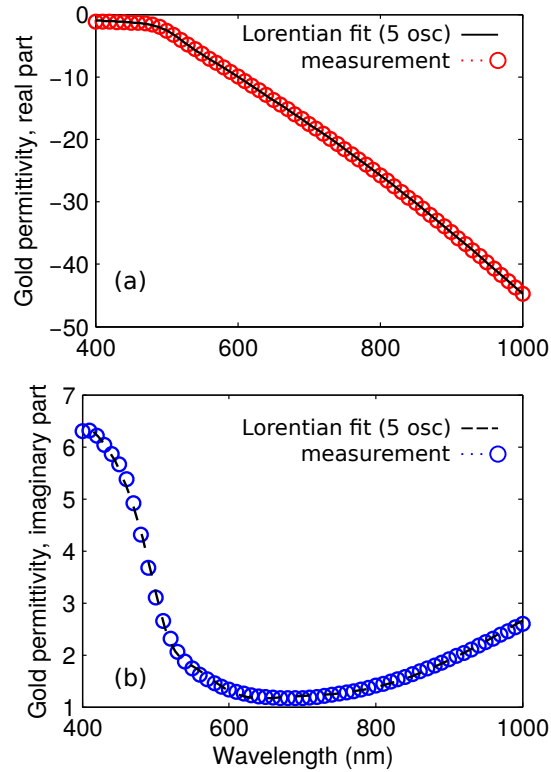 Gold permittivity, real part
0
−10
−20
−30
−40
−50
Lorentian fit (5 osc)
measurement
(a)
400 600 800 1000
Gold permittivity, imaginary part
7
6
5
4
3
2
1
Lorentian fit (5 osc)
measurement
(b)
400 600 800 1000
Wavelength (nm)